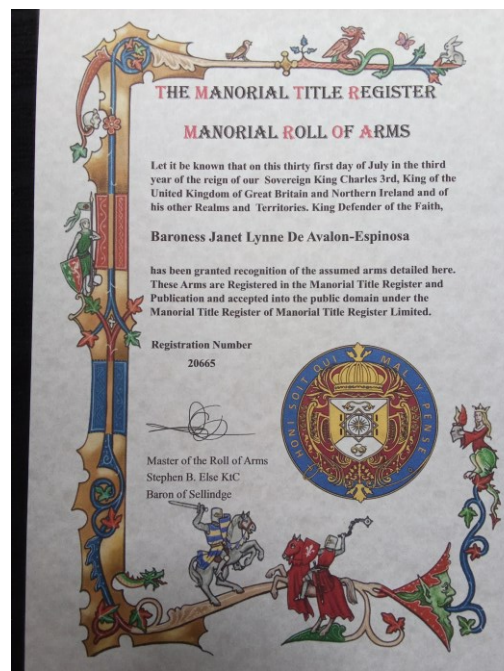 THE MANORIAL TITLE REGISTER
MANORIAL ROLL OF ARMS
Let it be known that on this thirty first day of July in the third
year of the reign of our Sovereign King Charles 3rd, King of the
United Kingdom of Great Britain and Northern Ireland and of
his other Realms and Territories. King Defender of the Faith,
Baroness Janet Lynne De Avalon-Espinosa
has been granted recognition of the assumed arms detailed here.
These Arms are Registered in the Manorial Title Register and
Publication and accepted into the public domain under the
Manorial Title Register of Manorial Title Register Limited.
Registration Number
20665
HONI SOIT QUI MAL Y PENSE
Master of the Roll of Arms
Stephen B. Else KtC
Baron of Sellindge